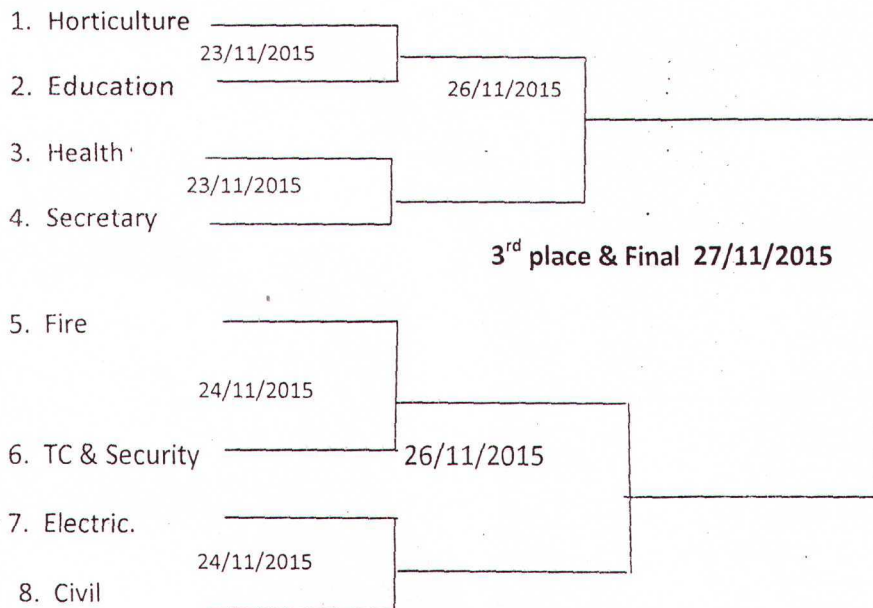 1. Horticulture
23/11/2015
2. Education
26/11/2015
3. Health
23/11/2015
4. Secretary
3rd place & Final 27/11/2015
5. Fire
24/11/2015
6. TC & Security
26/11/2015
7. Electric.
24/11/2015
8. Civil